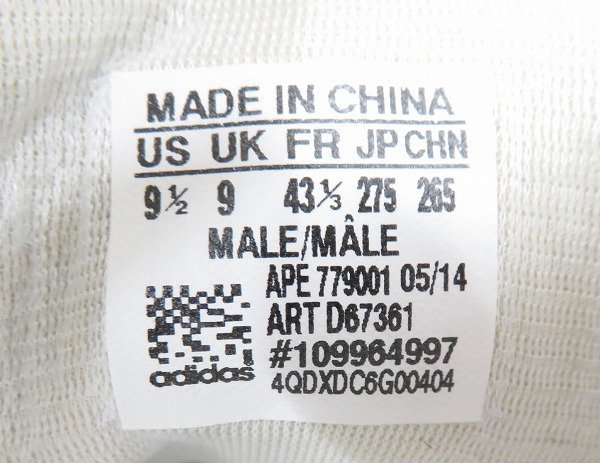 MADE IN CHINA
US UK FR JP CHN
9½ 9 43⅓ 275 265
MALE/MÂLE
APE 779001 05/14
ART D67361
#109964997
adidas 4QDXDC6G00404